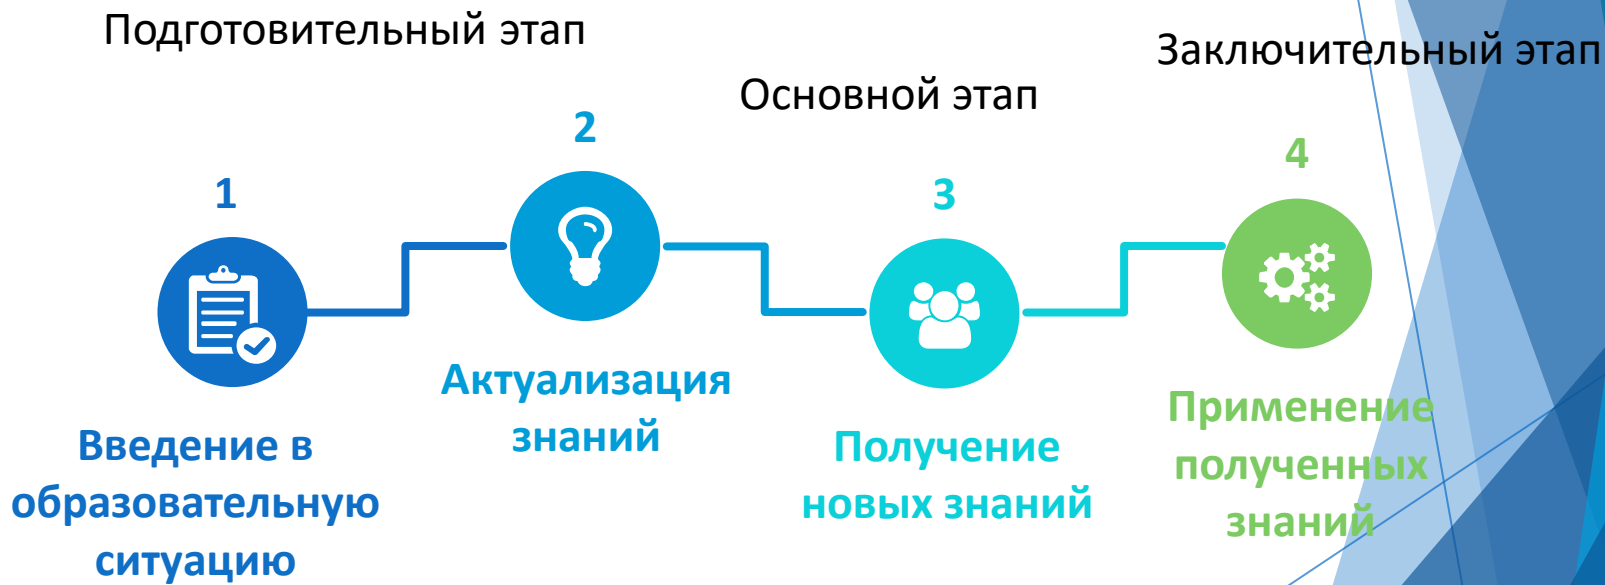 Подготовительный этап
Основной этап
Заключительный этап
1
Введение в
образовательную
ситуацию
2
Актуализация
знаний
3
Получение
новых знаний
4
Применение
полученных
знаний